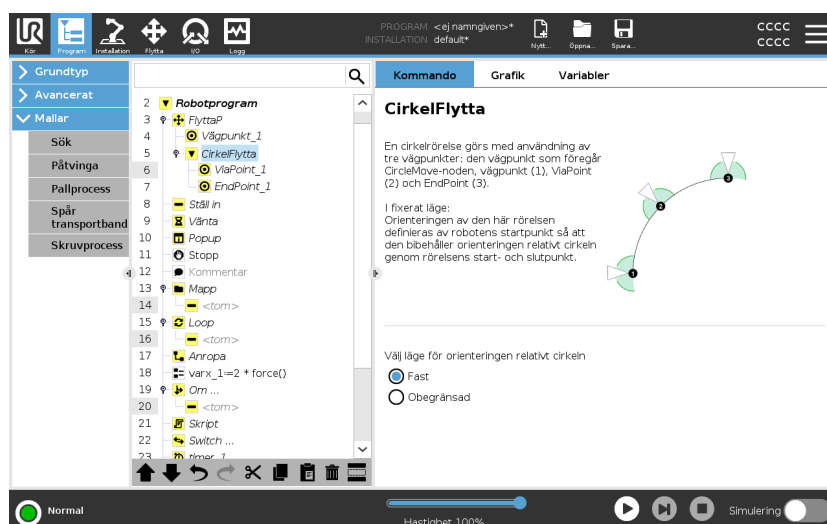 PROGRAM <ej namngiven>*
INSTALLATION default*
Kör
Program
Installation
Flytta
I/O
Logg
Nytt...
Öppna...
Spara...
CCCC
CCCC
Grundtyp
Avancerat
Mallar
Sök
Påtvinga
Pallprocess
Spår
transportband
Skruvprocess
2 Robotprogram
3 FlyttaP
4 Vägpunkt_1
5 CirkelFlytta
6 ViaPoint_1
7 EndPoint_1
8 Ställ in
9 Vänta
10 Popup
11 Stopp
12 Kommentar
13 Mapp
14 <tom>
15 Loop
16 <tom>
17 Anropa
18 varx_1≔2 * force()
19 Om ...
20 <tom>
21 Skript
22 Switch ...
23 timer_1
Kommando
Grafik
Variabler
CirkelFlytta
En cirkelrörelse görs med användning av
tre vägpunkter: den vägpunkt som föregår
CircleMove-noden, vägpunkt (1), ViaPoint
(2) och EndPoint (3).
I fixerat läge:
Orienteringen av den här rörelsen
definieras av robotens startpunkt så att
den bibehåller orienteringen relativt cirkeln
genom rörelsens start- och slutpunkt.
3
2
1
Välj läge för orienteringen relativt cirkeln
Fast
Obegränsad
Normal
Hastighet 100%
Simulering